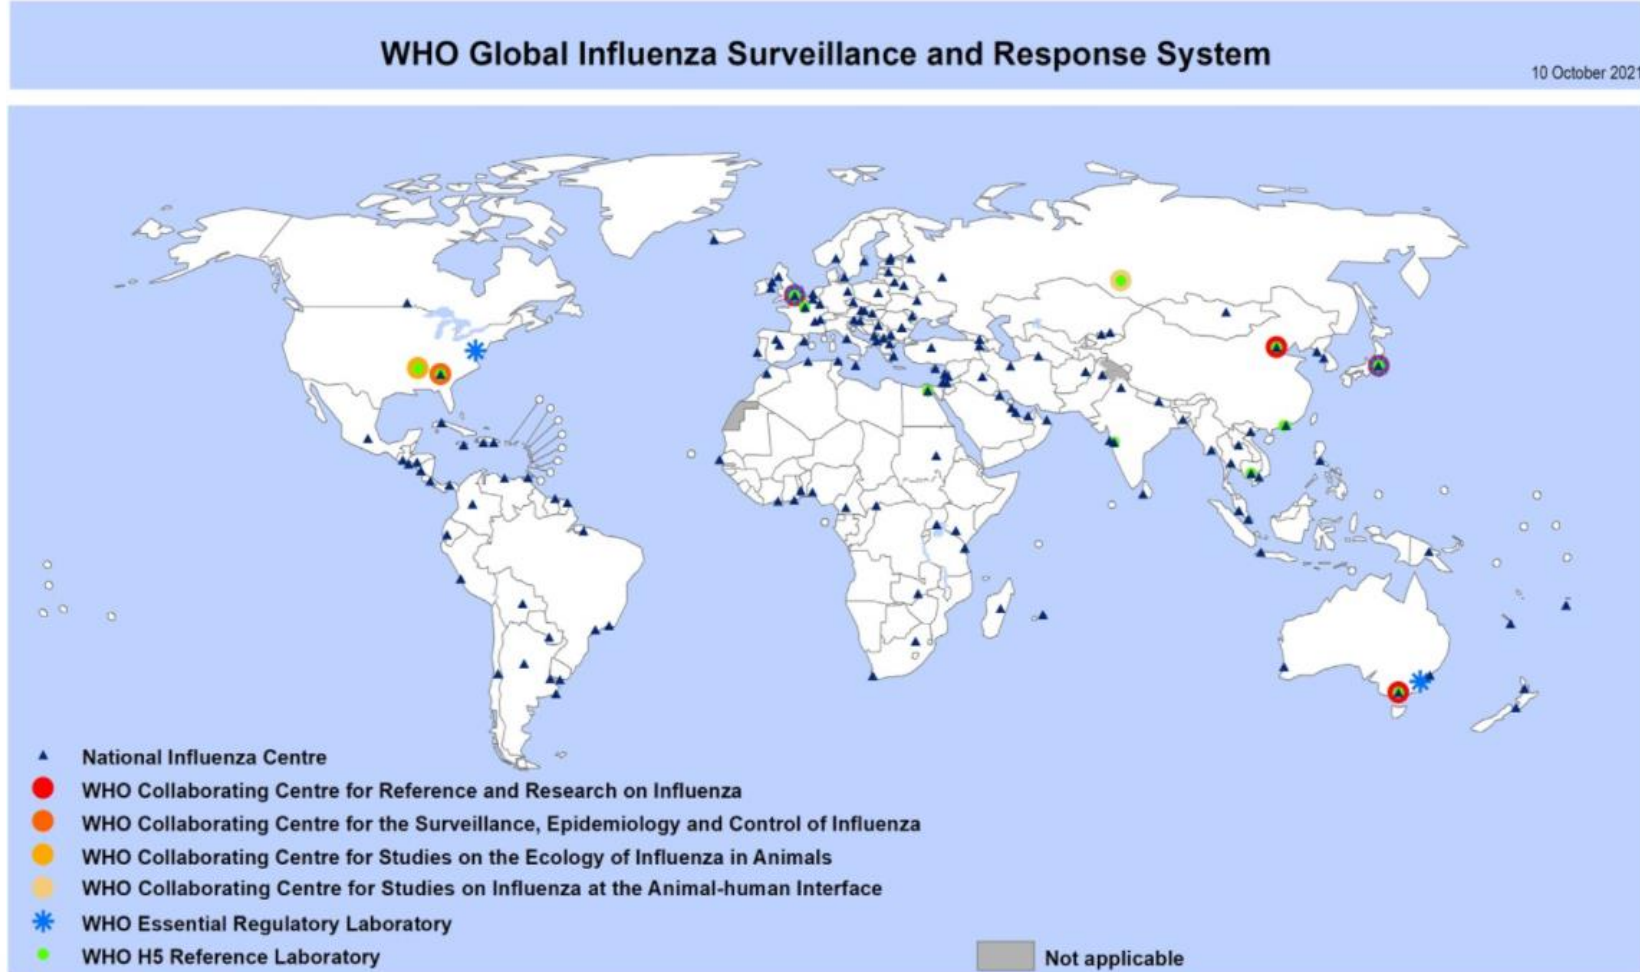 WHO Global Influenza Surveillance and Response System
10 October 2021
National Influenza Centre
WHO Collaborating Centre for Reference and Research on Influenza
WHO Collaborating Centre for the Surveillance, Epidemiology and Control of Influenza
WHO Collaborating Centre for Studies on the Ecology of Influenza in Animals
WHO Collaborating Centre for Studies on Influenza at the Animal-human Interface
WHO Essential Regulatory Laboratory
WHO H5 Reference Laboratory
Not applicable